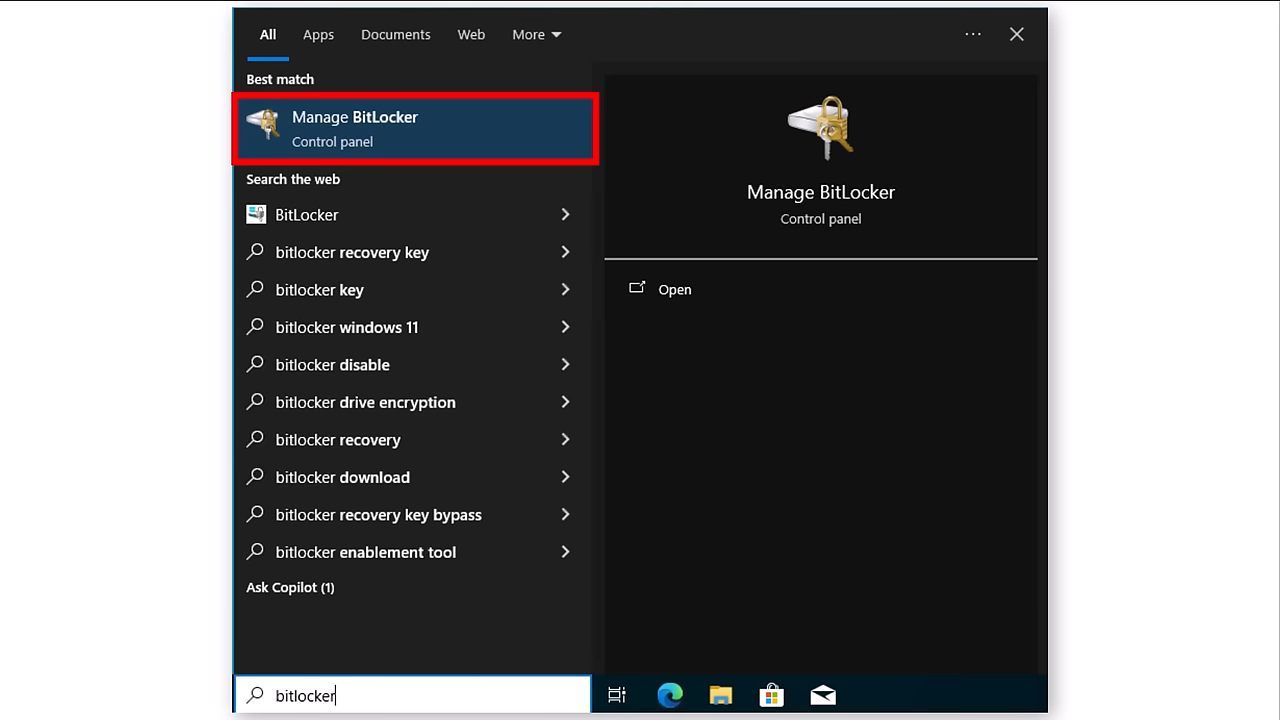 All Apps Documents Web More
Best match
Manage BitLocker
Control panel
Search the web
BitLocker
bitlocker recovery key
bitlocker key
bitlocker windows 11
bitlocker disable
bitlocker drive encryption
bitlocker recovery
bitlocker download
bitlocker recovery key bypass
bitlocker enablement tool
Ask Copilot (1)
Manage BitLocker
Control panel
Open
bitlocker